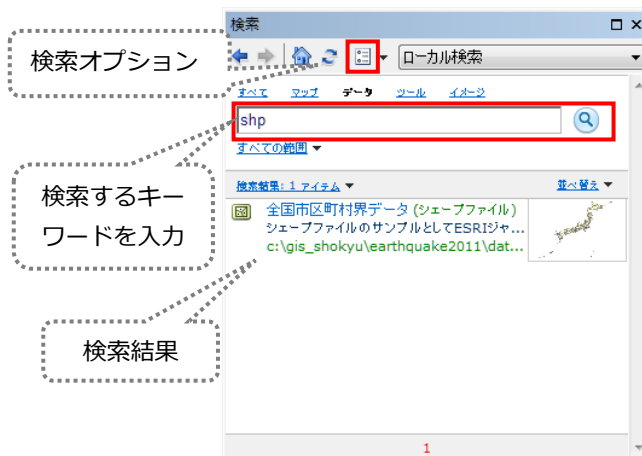 検索
検索オプション
ローカル検索
すべて マップ データ ツール イメージ
shp
すべての範囲
検索するキー
ワードを入力
検索結果: 1 アイテム 並べ替え
全国市区町村界データ (シェープファイル)
シェープファイルのサンプルとしてESRIジャ...
c:\gis_shokyu\earthquake2011\dat...
検索結果
1